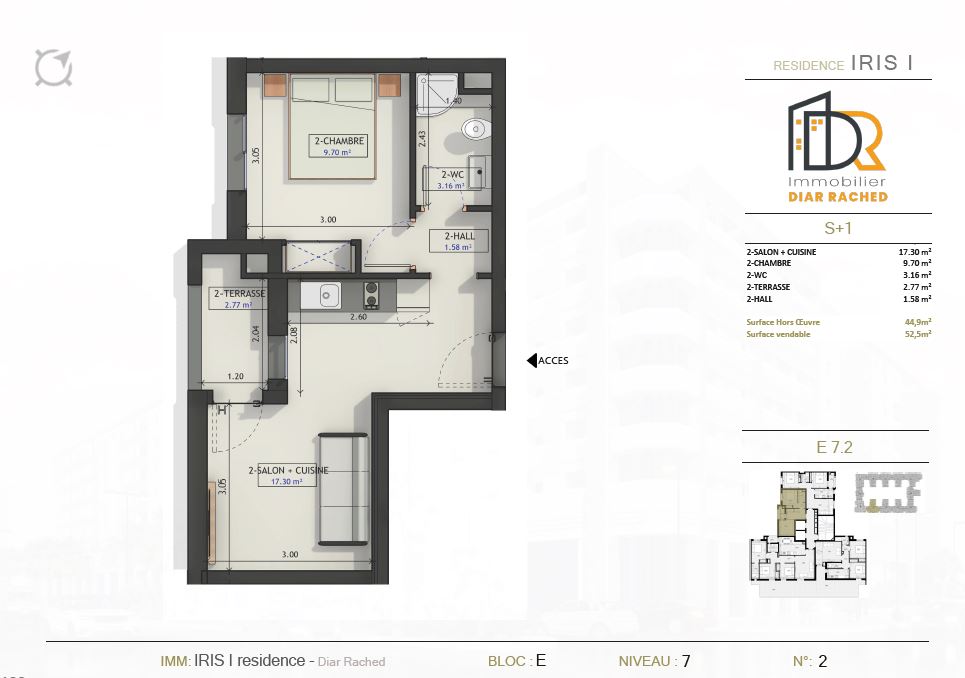 RESIDENCE IRIS I
DR
Immobilier
DIAR RACHED
S+1
2-SALON + CUISINE 17.30 m²
2-CHAMBRE 9.70 m²
2-WC 3.16 m²
2-TERRASSE 2.77 m²
2-HALL 1.58 m²
Surface Hors Œuvre 44,9m²
Surface vendable 52,5m²
E 7.2
1.40
2-CHAMBRE
9.70 m²
3.05
2.43
2-WC
3.16 m²
3.00
2-HALL
1.58 m²
2-TERRASSE
2.77 m²
2.60
2.04
2.08
1.20
ACCES
2-SALON + CUISINE
17.30 m²
3.05
3.00
IMM: IRIS I residence - Diar Rached
BLOC : E
NIVEAU : 7
N°: 2